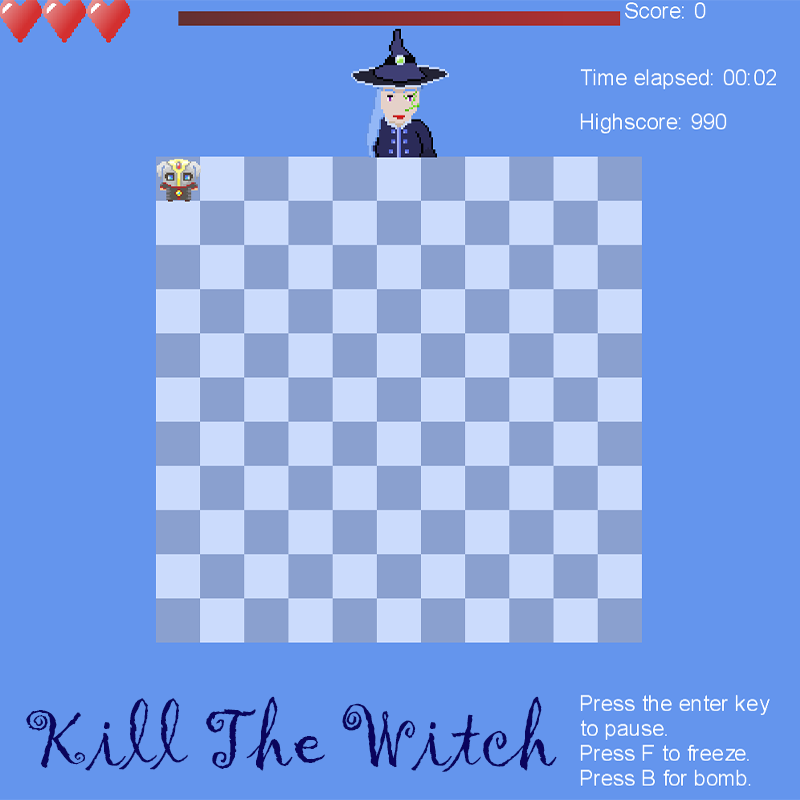 Score: 0
Time elapsed: 00:02
Highscore: 990
Kill The Witch
Press the enter key
to pause.
Press F to freeze.
Press B for bomb.